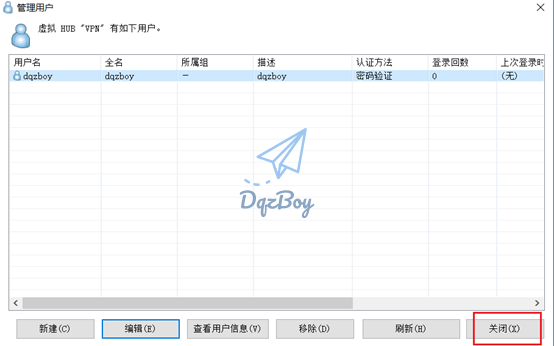 管理用户
虚拟 HUB "VPN" 有如下用户。
用户名 全名 所属组 描述 认证方法 登录回数 上次登录时
dqzboy dqzboy - dqzboy 密码验证 0 (无)
DqzBoy
新建(C) 编辑(E) 查看用户信息(V) 移除(D) 刷新(H) 关闭(X)